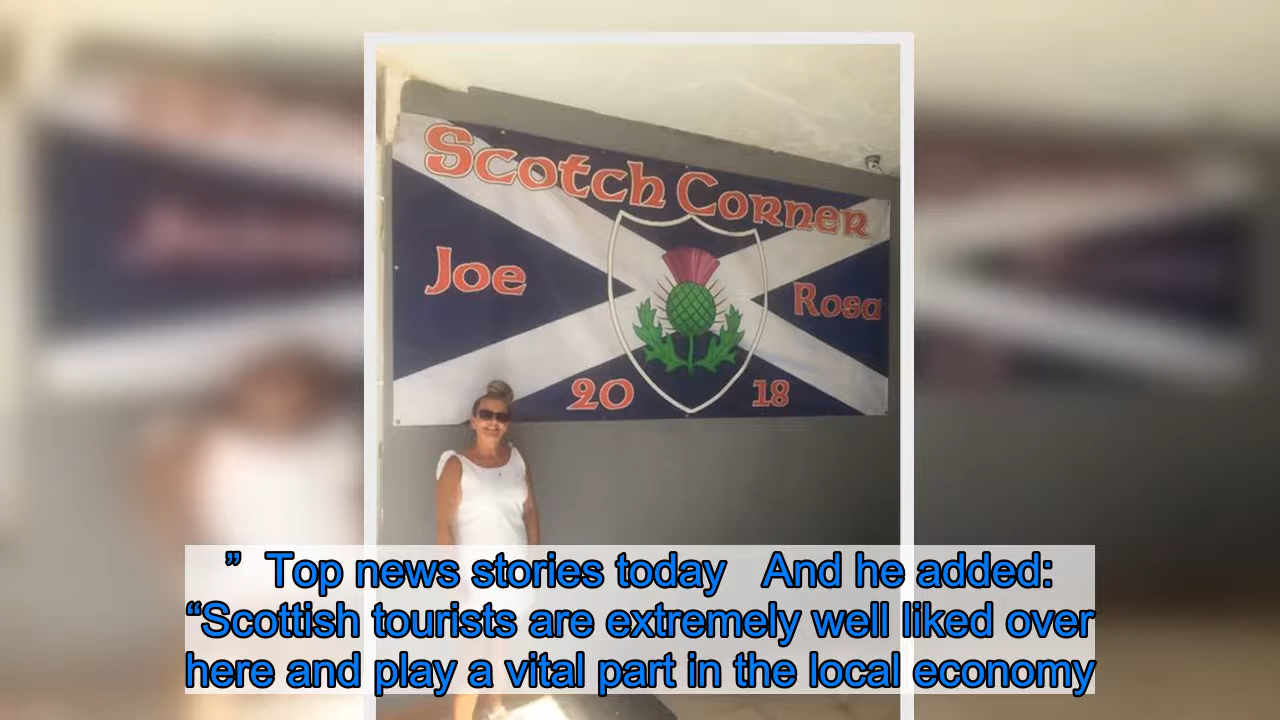 Scotch Corner
Joe
Rosa
20 18
” Top news stories today And he added:
“Scottish tourists are extremely well liked over
here and play a vital part in the local economy